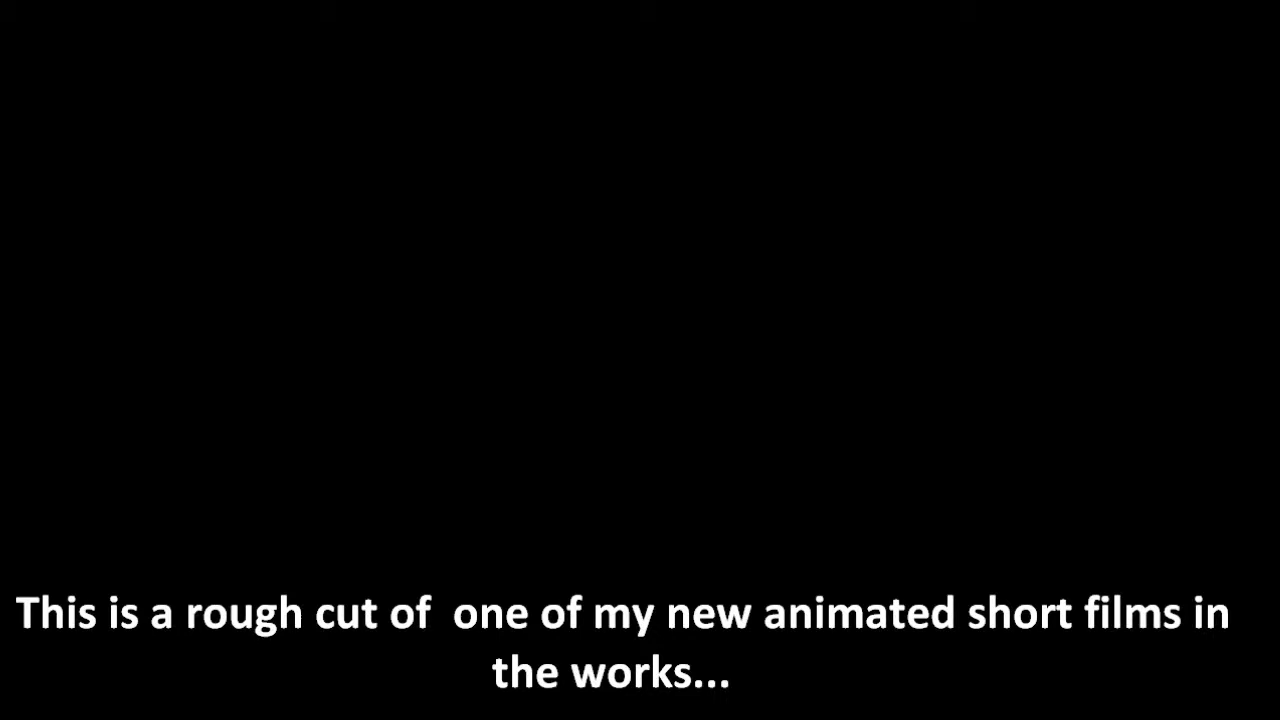 This is a rough cut of  one of my new animated short films in
the works...